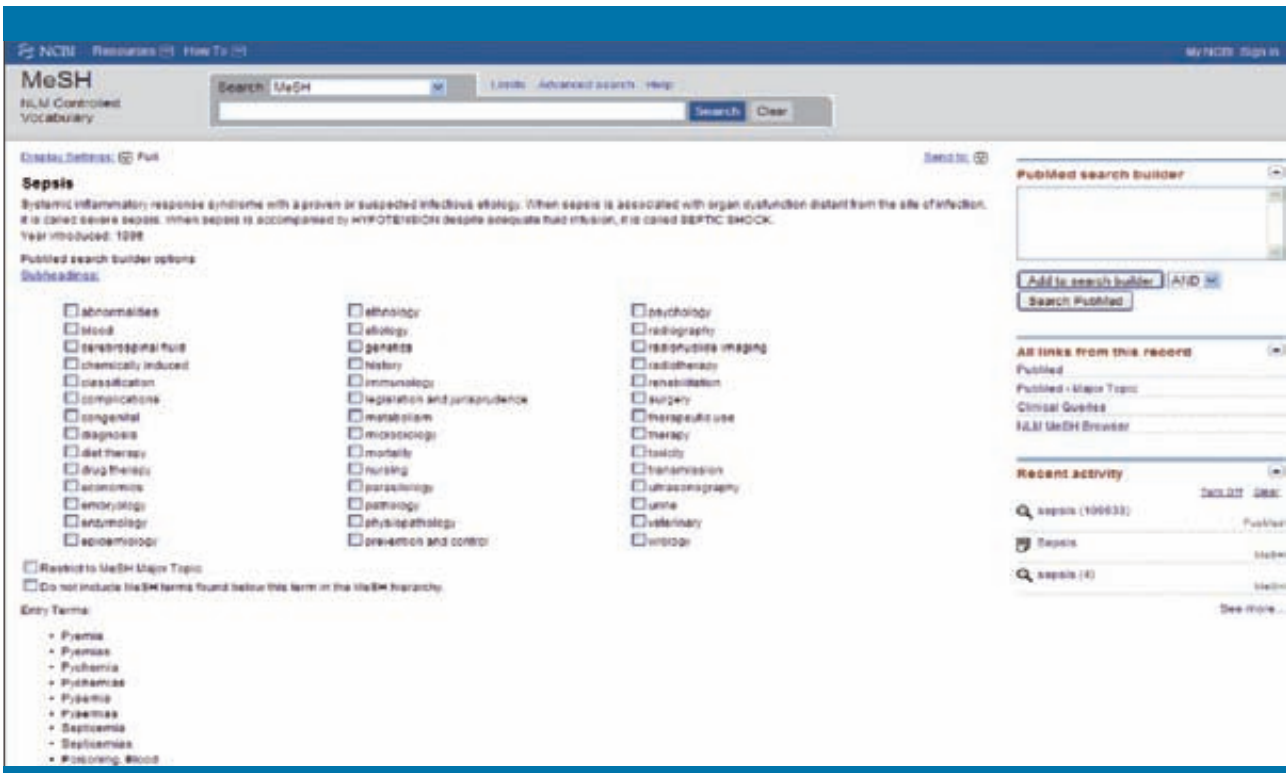 NCBI Resources How To
My NCBI Sign In
MeSH
NLM Controlled
Vocabulary
Search MeSH
Limits Advanced search Help
Search Clear
Display Settings: Full
Send to:
Sepsis
Systemic inflammatory response syndrome with a proven or suspected infectious etiology. When sepsis is associated with organ dysfunction distant from the site of infection,
it is called severe sepsis. When sepsis is accompanied by HYPOTENSION despite adequate fluid infusion, it is called SEPTIC SHOCK.
Year introduced:
PubMed search builder options
Subheadings:
abnormalities
blood
cerebrospinal fluid
chemically induced
classification
complications
congenital
diagnosis
diet therapy
drug therapy
economics
embryology
enzymology
epidemiology
ethnology
etiology
genetics
history
immunology
legislation and jurisprudence
metabolism
microbiology
mortality
nursing
parasitology
pathology
physiopathology
prevention and control
psychology
radiography
radionuclide imaging
radiotherapy
rehabilitation
surgery
therapeutic use
therapy
toxicity
transmission
ultrasonography
urine
veterinary
virology
Restrict to MeSH Major Topic.
Do not include MeSH terms found below this term in the MeSH hierarchy.
Entry Terms:
• Pyemia
• Pyemias
• Pyohemia
• Pyohemias
• Pyaemia
• Pyaemias
• Septicemia
• Septicemias
• Poisoning, Blood
PubMed search builder
Add to search builder AND
Search PubMed
All links from this record
PubMed
PubMed - Major Topic
Clinical Queries
NLM MeSH Browser
Recent activity
Turn Off Clear
sepsis
PubMed
Sepsis
MeSH
sepsis (4)
MeSH
See more...